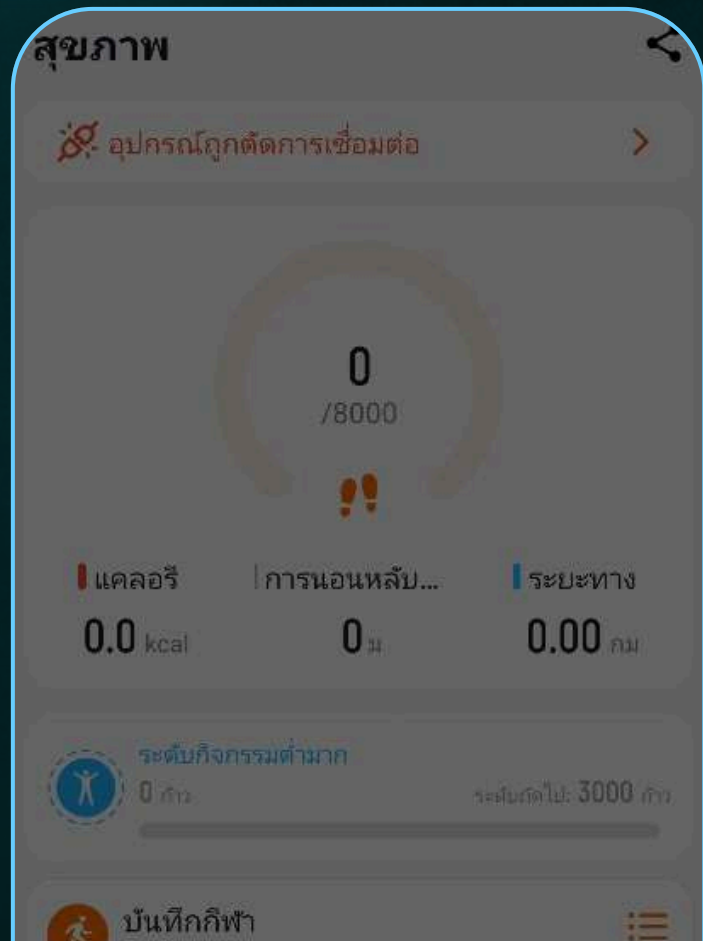 สุขภาพ
อุปกรณ์ถูกตัดการเชื่อมต่อ
0
/8000
แคลอรี การนอนหลับ... ระยะทาง
0.0 kcal 0 ม 0.00 กม
ระดับกิจกรรมต่ำมาก
0 ก้าว ระดับถัดไป: 3000 ก้าว
บันทึกกีฬา